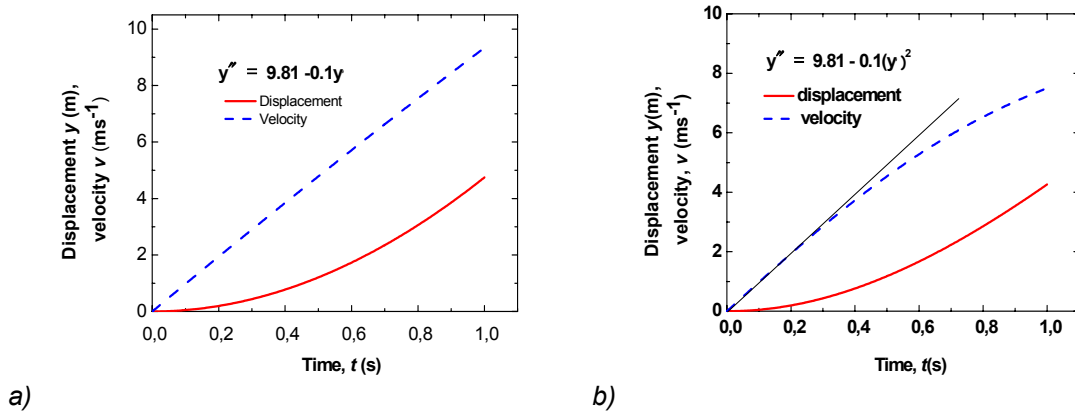 10
8
6
4
2
0
Displacement y (m),
velocity v (ms-1)
y″ = 9.81 -0.1y'
Displacement
Velocity
0,0 0,2 0,4 0,6 0,8 1,0
Time, t (s)
a)
10
8
6
4
2
0
Displacement y(m),
velocity, v (ms-1)
y″ = 9.81 - 0.1(y')2
displacement
velocity
0,0 0,2 0,4 0,6 0,8 1,0
Time, t(s)
b)